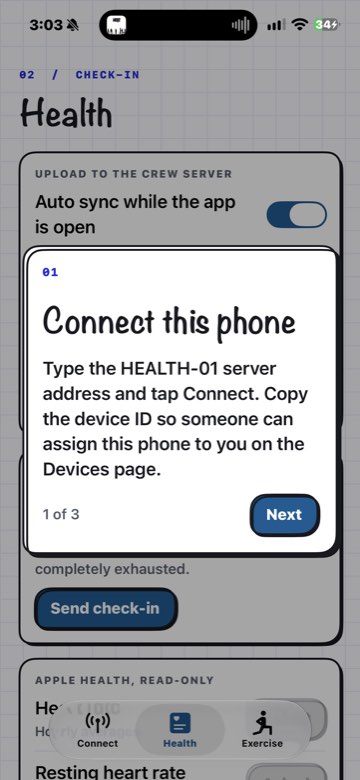 3:03
34
02 / CHECK-IN
Health
UPLOAD TO THE CREW SERVER
Auto sync while the app
is open
01
Connect this phone
Type the HEALTH-01 server
address and tap Connect. Copy
the device ID so someone can
assign this phone to you on the
Devices page.
1 of 3
Next
completely exhausted.
Send check-in
APPLE HEALTH, READ-ONLY
Connect
Health
Exercise
Resting heart rate